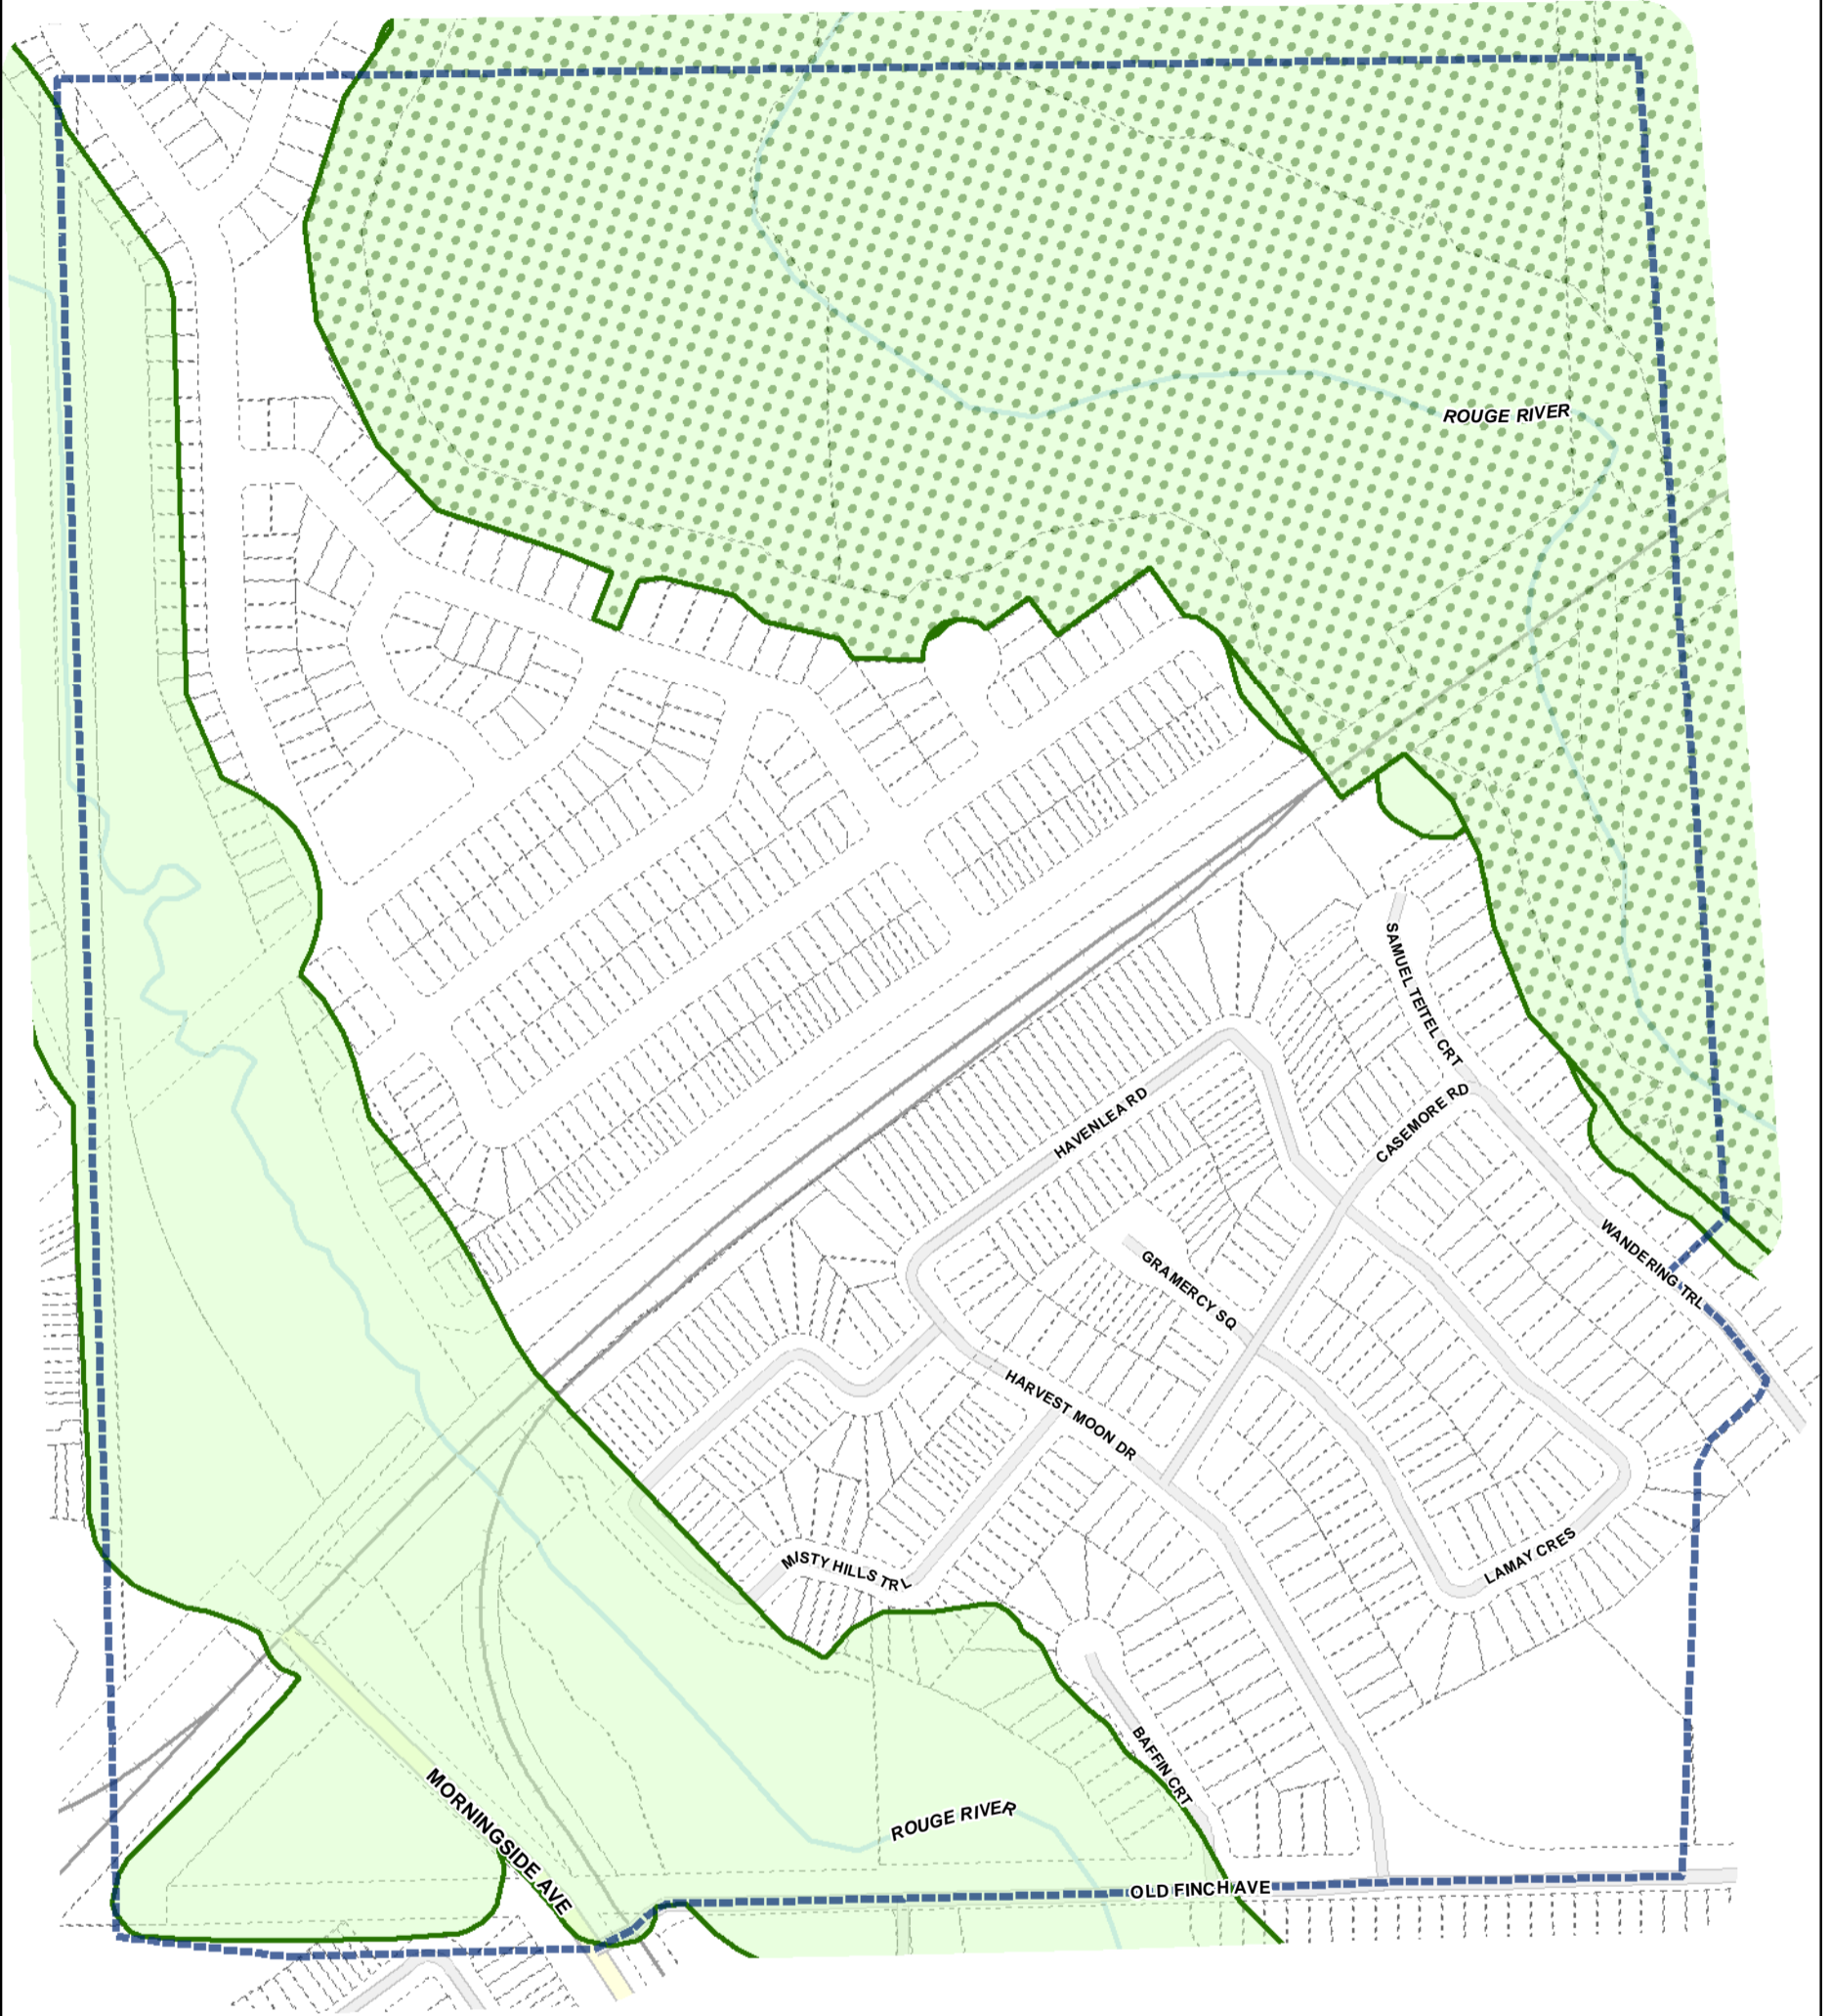 ROUGE RIVER
SAMUEL TEITEL CRT
HAVENLEA RD
CASEMORE RD
GRAMERCY SQ
WANDERING TRL
HARVEST MOON DR
MISTY HILLS TRL
LAMAY CRES
BAFFIN CRT
MORNINGSIDE AVE
ROUGE RIVER
OLD FINCH AVE